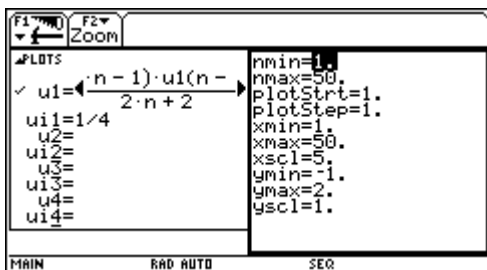 F1 F2
Zoom
PLOTS
✓ u1=◀·n - 1)·u1(n -▶
2·n + 2
ui1=1/4
u2=
ui2=
u3=
ui3=
u4=
ui4=
nmin=1.
nmax=50.
plotStrt=1.
plotStep=1.
xmin=1.
xmax=50.
xscl=5.
ymin=-1.
ymax=2.
yscl=1.
MAIN RAD AUTO SEQ